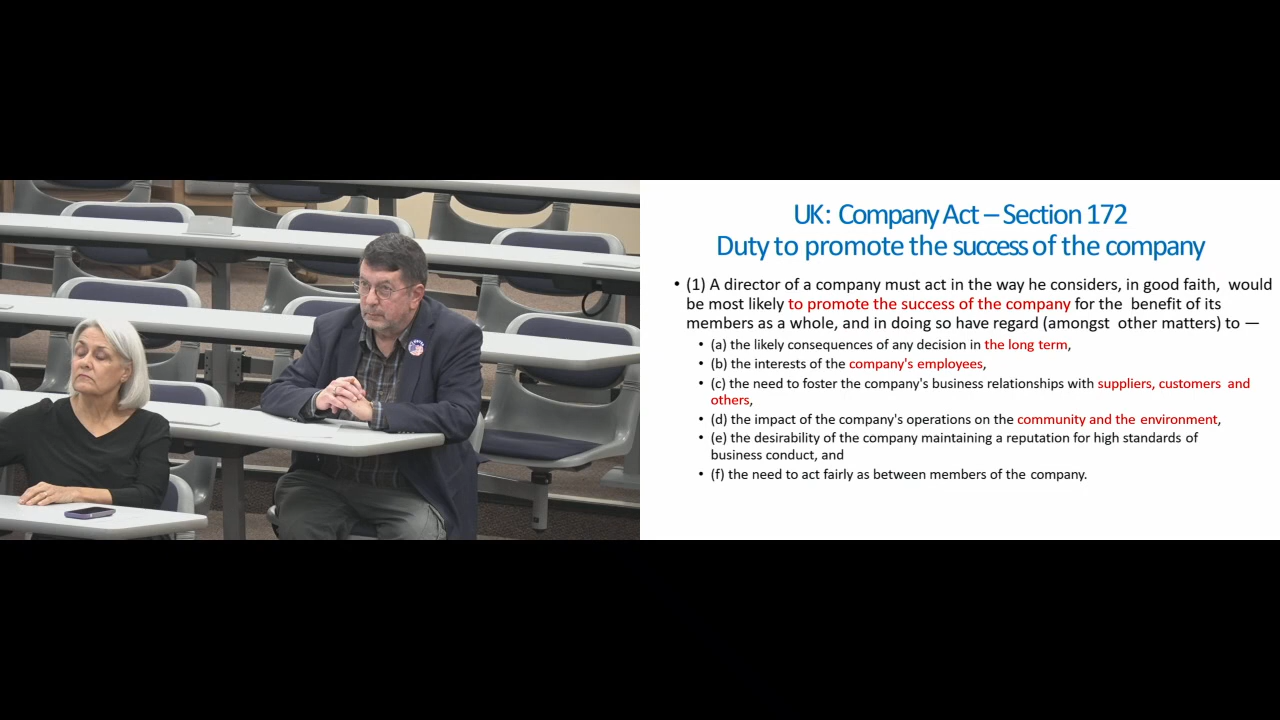 UK: Company Act – Section 172
Duty to promote the success of the company
• (1) A director of a company must act in the way he considers, in good faith, would
be most likely to promote the success of the company for the benefit of its
members as a whole, and in doing so have regard (amongst other matters) to —
• (a) the likely consequences of any decision in the long term,
• (b) the interests of the company's employees,
• (c) the need to foster the company's business relationships with suppliers, customers and
others,
• (d) the impact of the company's operations on the community and the environment,
• (e) the desirability of the company maintaining a reputation for high standards of
business conduct, and
• (f) the need to act fairly as between members of the company.